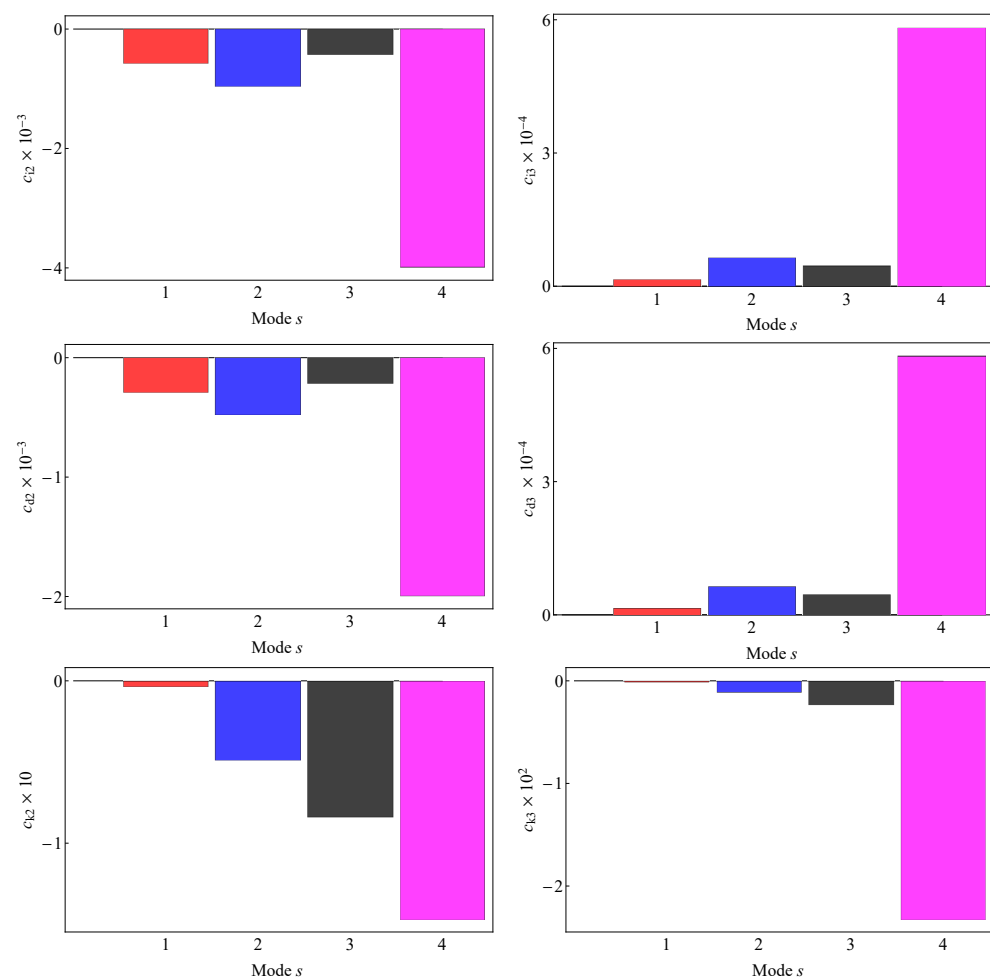 0
−2
−4
c_i2 × 10^−3
1 2 3 4
Mode s
6
3
0
c_i3 × 10^−4
1 2 3 4
Mode s
0
−1
−2
c_d2 × 10^−3
1 2 3 4
Mode s
6
3
0
c_d3 × 10^−4
1 2 3 4
Mode s
0
−1
c_k2 × 10
1 2 3 4
Mode s
0
−1
−2
c_k3 × 10^2
1 2 3 4
Mode s